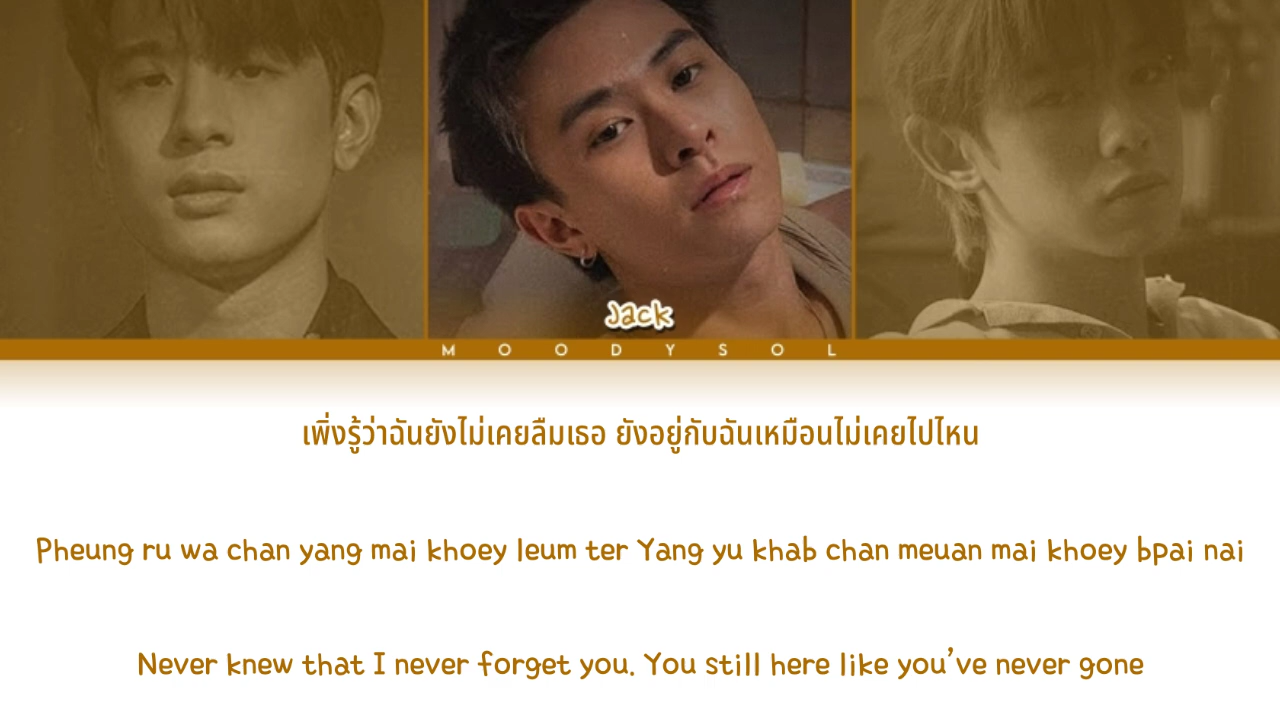 Jack
MOODYSOL
เพิ่งรู้ว่าฉันยังไม่เคยลืมเธอ ยังอยู่กับฉันเหมือนไม่เคยไปไหน
Pheung ru wa chan yang mai khoey leum ter Yang yu khab chan meuan mai khoey bpai nai
Never knew that I never forget you. You still here like you've never gone